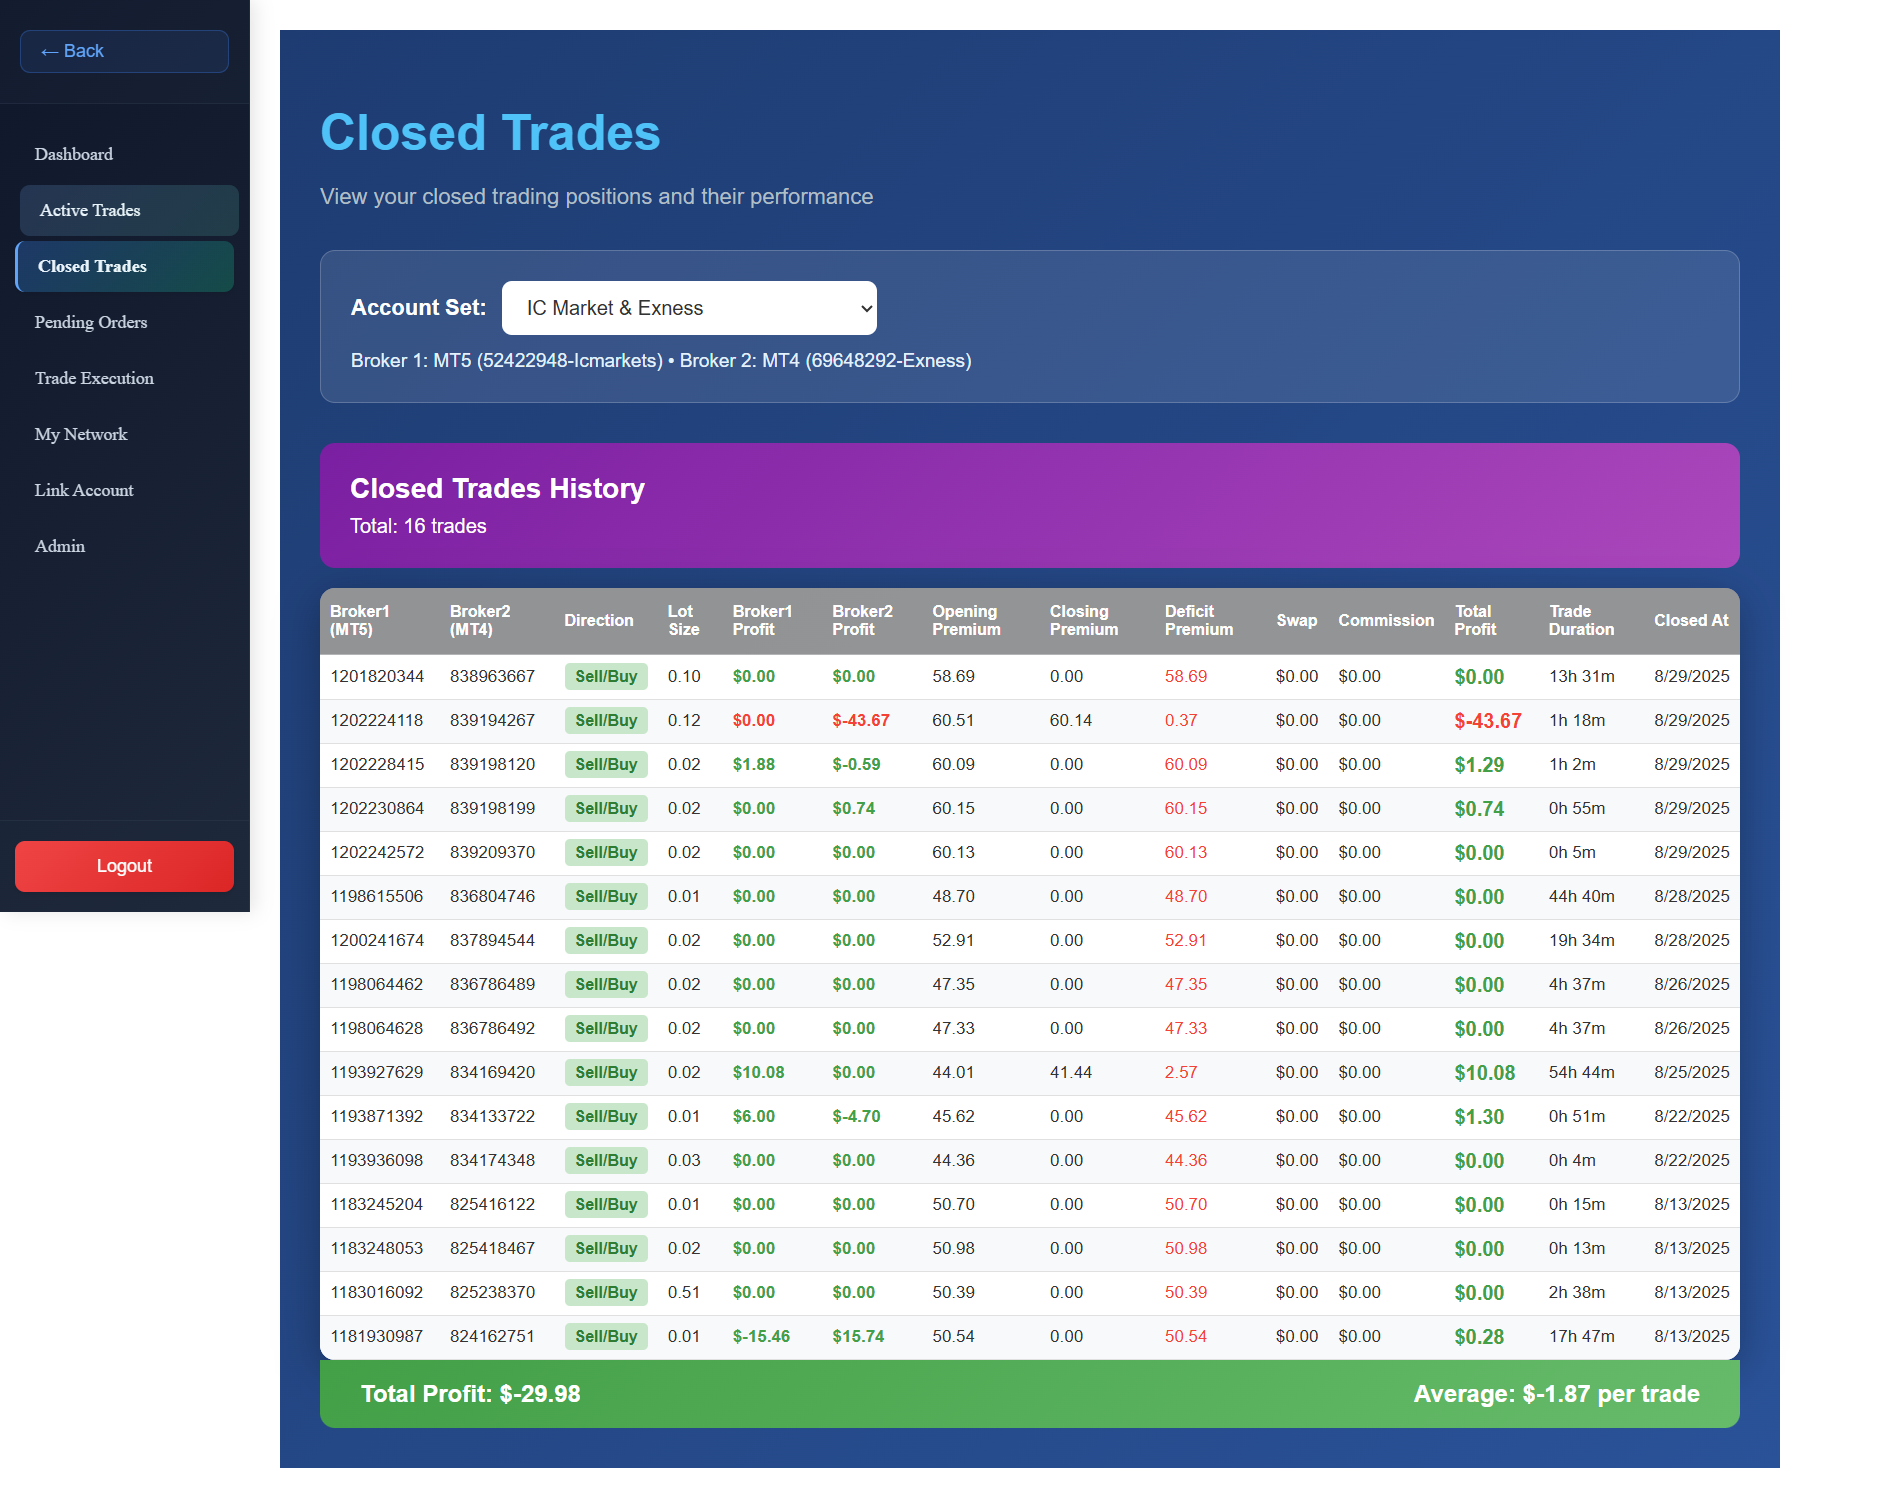 ← Back
Dashboard
Active Trades
Closed Trades
Pending Orders
Trade Execution
My Network
Link Account
Admin
Logout
Closed Trades
View your closed trading positions and their performance
Account Set: IC Market & Exness
Broker 1: MT5 (52422948-Icmarkets) • Broker 2: MT4 (69648292-Exness)
Closed Trades History
Total: 16 trades
Broker1 (MT5) Broker2 (MT4) Direction Lot Size Broker1 Profit Broker2 Profit Opening Premium Closing Premium Deficit Premium Swap Commission Total Profit Trade Duration Closed At
1201820344 838963667 Sell/Buy 0.10 $0.00 $0.00 58.69 0.00 58.69 $0.00 $0.00 $0.00 13h 31m 8/29/2025
1202224118 839194267 Sell/Buy 0.12 $0.00 $-43.67 60.51 60.14 0.37 $0.00 $0.00 $-43.67 1h 18m 8/29/2025
1202228415 839198120 Sell/Buy 0.02 $1.88 $-0.59 60.09 0.00 60.09 $0.00 $0.00 $1.29 1h 2m 8/29/2025
1202230864 839198199 Sell/Buy 0.02 $0.00 $0.74 60.15 0.00 60.15 $0.00 $0.00 $0.74 0h 55m 8/29/2025
1202242572 839209370 Sell/Buy 0.02 $0.00 $0.00 60.13 0.00 60.13 $0.00 $0.00 $0.00 0h 5m 8/29/2025
1198615506 836804746 Sell/Buy 0.01 $0.00 $0.00 48.70 0.00 48.70 $0.00 $0.00 $0.00 44h 40m 8/28/2025
1200241674 837894544 Sell/Buy 0.02 $0.00 $0.00 52.91 0.00 52.91 $0.00 $0.00 $0.00 19h 34m 8/28/2025
1198064462 836786489 Sell/Buy 0.02 $0.00 $0.00 47.35 0.00 47.35 $0.00 $0.00 $0.00 4h 37m 8/26/2025
1198064628 836786492 Sell/Buy 0.02 $0.00 $0.00 47.33 0.00 47.33 $0.00 $0.00 $0.00 4h 37m 8/26/2025
1193927629 834169420 Sell/Buy 0.02 $10.08 $0.00 44.01 41.44 2.57 $0.00 $0.00 $10.08 54h 44m 8/25/2025
1193871392 834133722 Sell/Buy 0.01 $6.00 $-4.70 45.62 0.00 45.62 $0.00 $0.00 $1.30 0h 51m 8/22/2025
1193936098 834174348 Sell/Buy 0.03 $0.00 $0.00 44.36 0.00 44.36 $0.00 $0.00 $0.00 0h 4m 8/22/2025
1183245204 825416122 Sell/Buy 0.01 $0.00 $0.00 50.70 0.00 50.70 $0.00 $0.00 $0.00 0h 15m 8/13/2025
1183248053 825418467 Sell/Buy 0.02 $0.00 $0.00 50.98 0.00 50.98 $0.00 $0.00 $0.00 0h 13m 8/13/2025
1183016092 825238370 Sell/Buy 0.51 $0.00 $0.00 50.39 0.00 50.39 $0.00 $0.00 $0.00 2h 38m 8/13/2025
1181930987 824162751 Sell/Buy 0.01 $-15.46 $15.74 50.54 0.00 50.54 $0.00 $0.00 $0.28 17h 47m 8/13/2025
Total Profit: $-29.98 Average: $-1.87 per trade